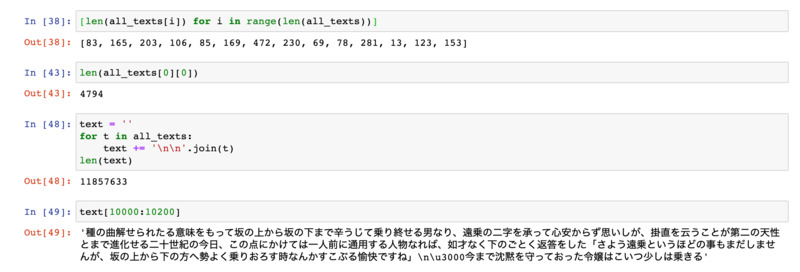 In [38]: [len(all_texts[i]) for i in range(len(all_texts))]
Out[38]: [83, 165, 203, 106, 85, 169, 472, 230, 69, 78, 281, 13, 123, 153]
In [43]: len(all_texts[0][0])
Out[43]: 4794
In [48]: text = ''
for t in all_texts:
    text += '\n\n'.join(t)
len(text)
Out[48]: 11857633
In [49]: text[10000:10200]
Out[49]: '種の曲解せられたる意味をもって坂の上から坂の下まで辛うじて乗り終せる男なり、遠乗の二字を承って心安からず思いしが、掛直を云うことが第二の天性
とまで進化せる二十世紀の今日、この点にかけては一人前に通用する人物なれば、如才なく下のごとく返答をした「さよう遠乗というほどの事もまだしませ
んが、坂の上から下の方へ勢よく乗りおろす時なんかすこぶる愉快ですね」\n\u3000今まで沈黙を守っておった令嬢はこいつ少しは乗きる'